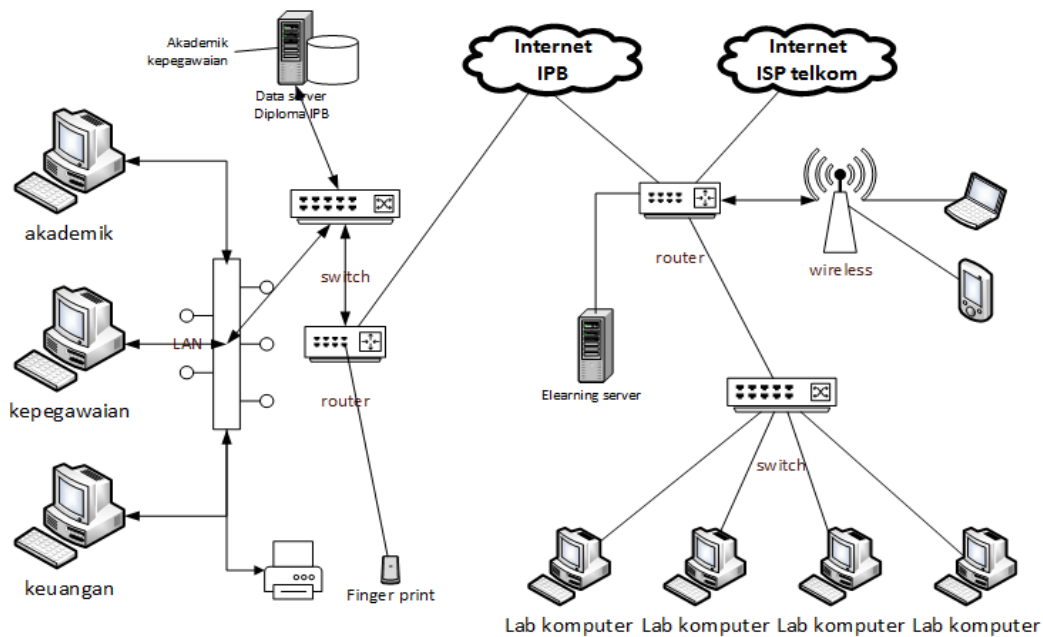 Akademik
kepegawaian
Data server
Diploma IPB
Internet
IPB
Internet
ISP telkom
akademik
switch
router
wireless
LAN
kepegawaian
router
Elearning server
switch
keuangan
Finger print
Lab komputer Lab komputer Lab komputer Lab komputer